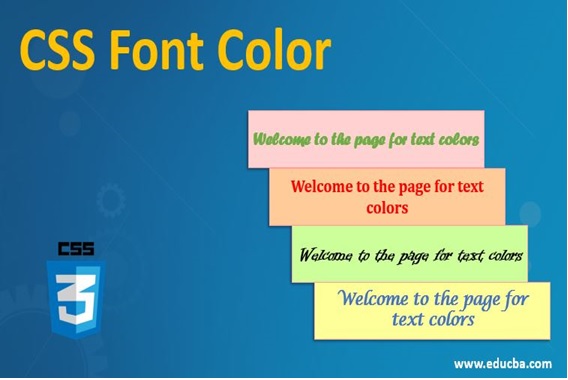 CSS Font Color
Welcome to the page for text colors
Welcome to the page for text
colors
Welcome to the page for text colors
Welcome to the page for
text colors
CSS
3
www.educba.com